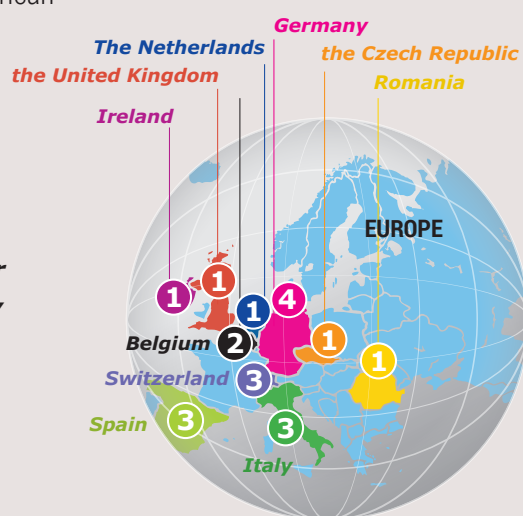 Germany
The Netherlands
the Czech Republic
the United Kingdom
Romania
Ireland
EUROPE
1
1
1
4
1
Belgium 2
1
Switzerland 3
Spain 3
3
Italy